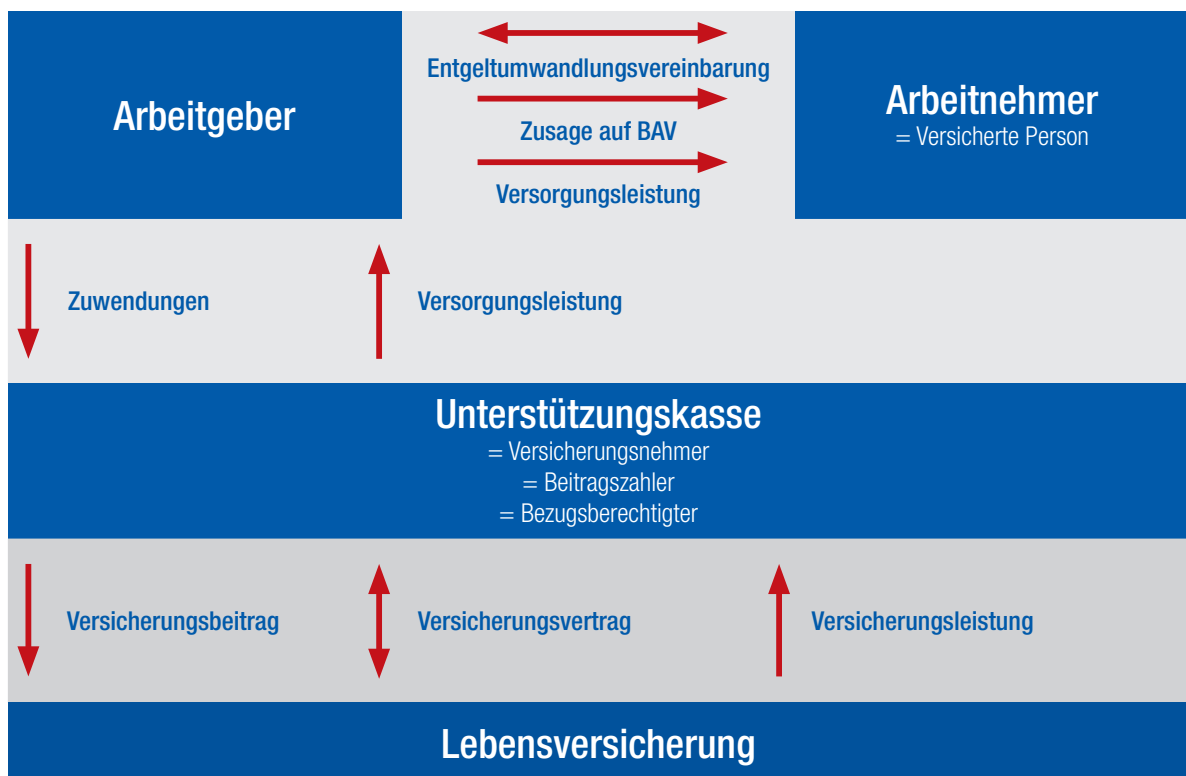 Arbeitgeber
Entgeltumwandlungsvereinbarung
Zusage auf BAV
Versorgungsleistung
Arbeitnehmer
= Versicherte Person
Zuwendungen
Versorgungsleistung
Unterstützungskasse
= Versicherungsnehmer
= Beitragszahler
= Bezugsberechtigter
Versicherungsbeitrag
Versicherungsvertrag
Versicherungsleistung
Lebensversicherung